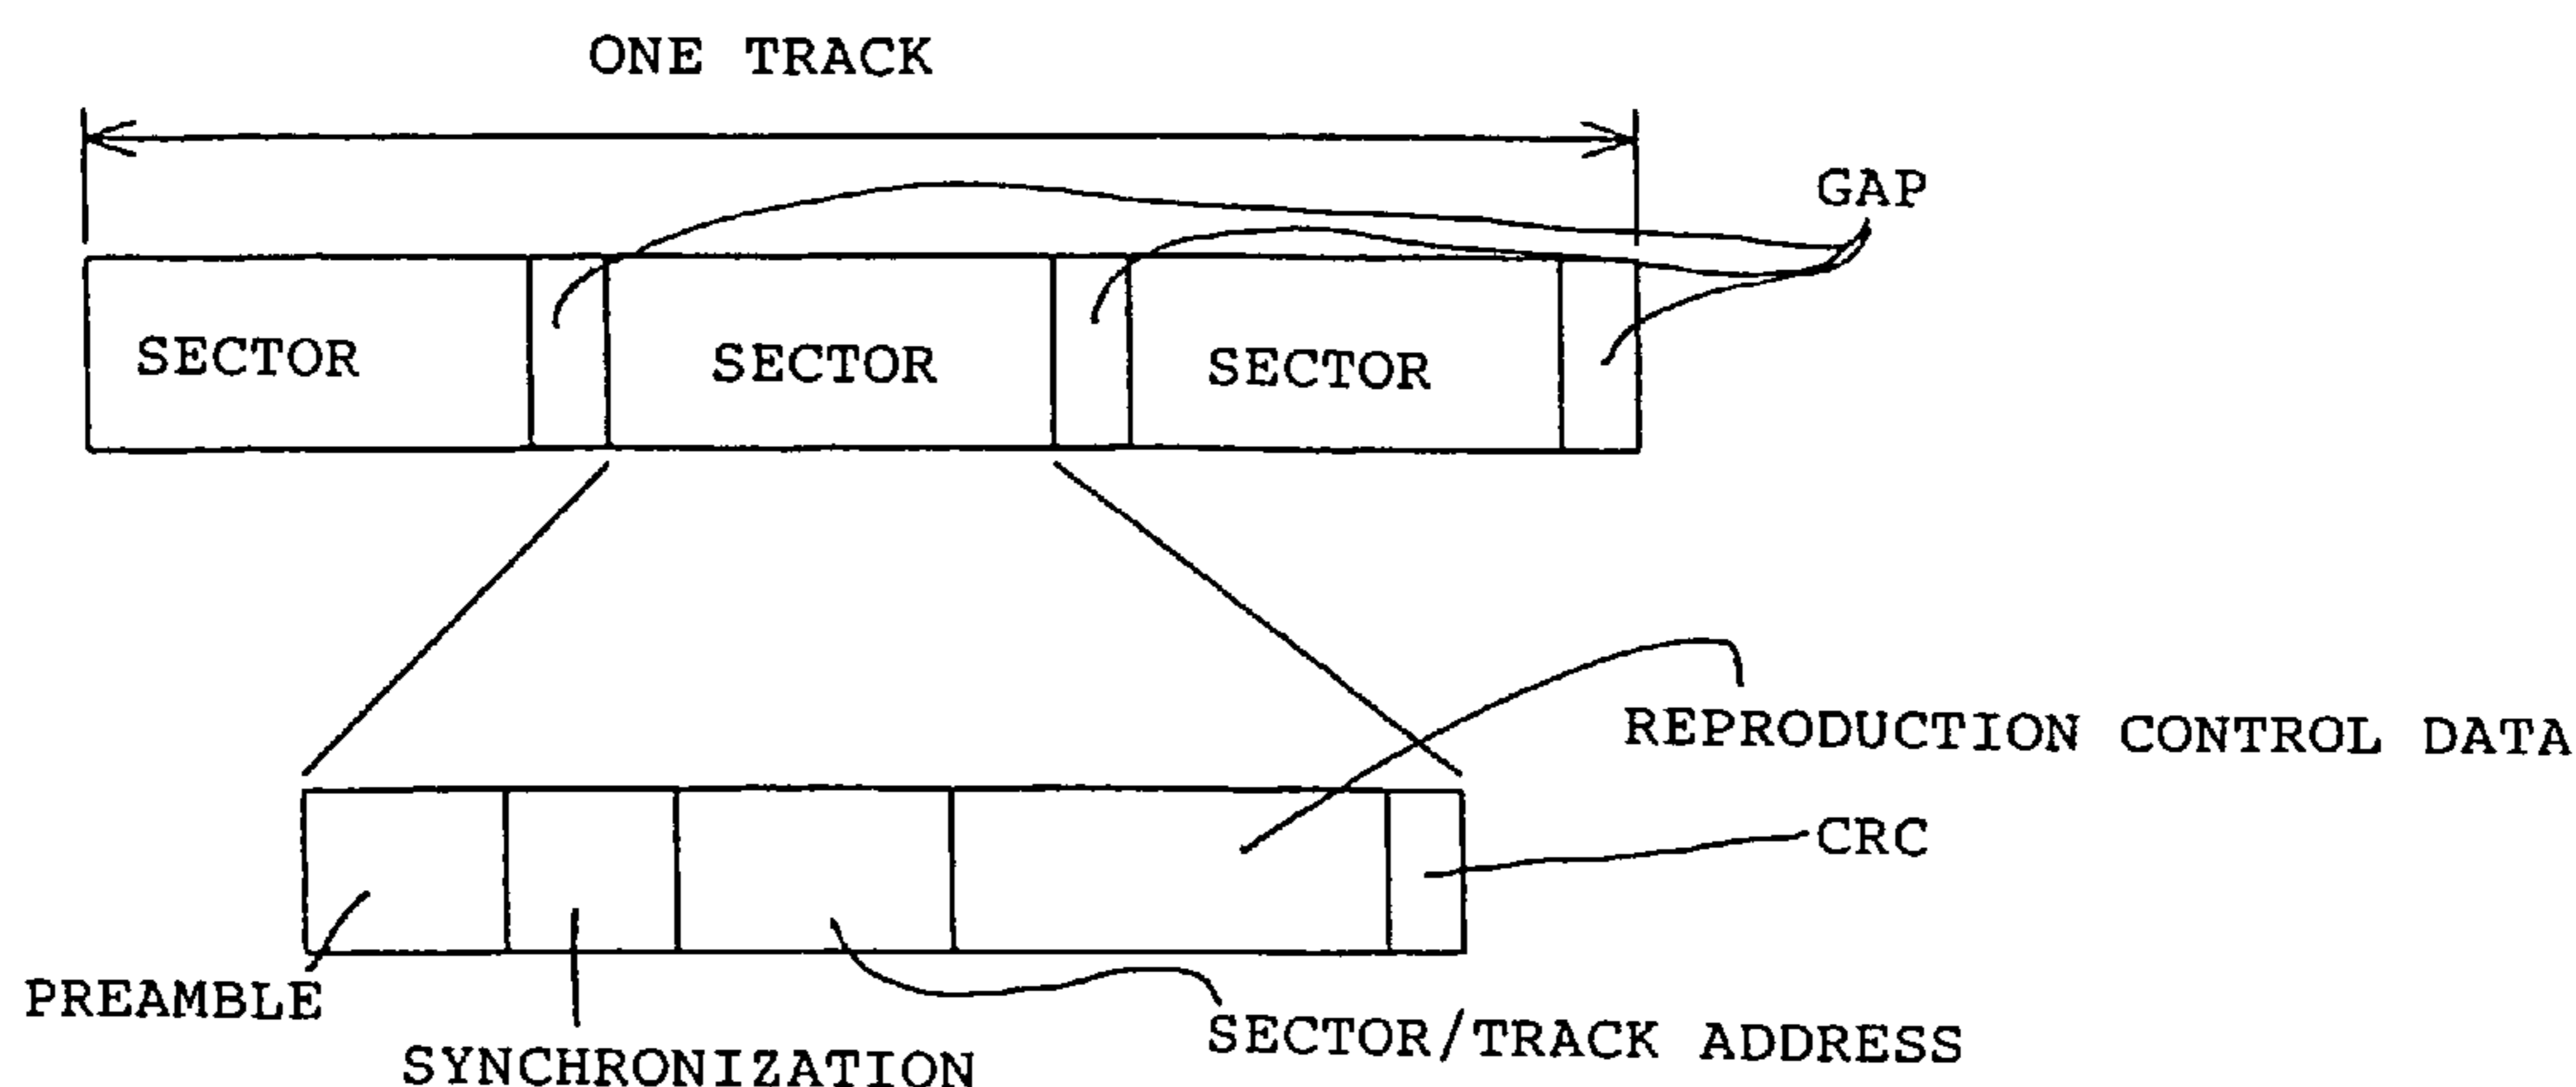 ONE TRACK
GAP
SECTOR
SECTOR
SECTOR
REPRODUCTION CONTROL DATA
CRC
PREAMBLE
SECTOR/TRACK ADDRESS
SYNCHRONIZATION